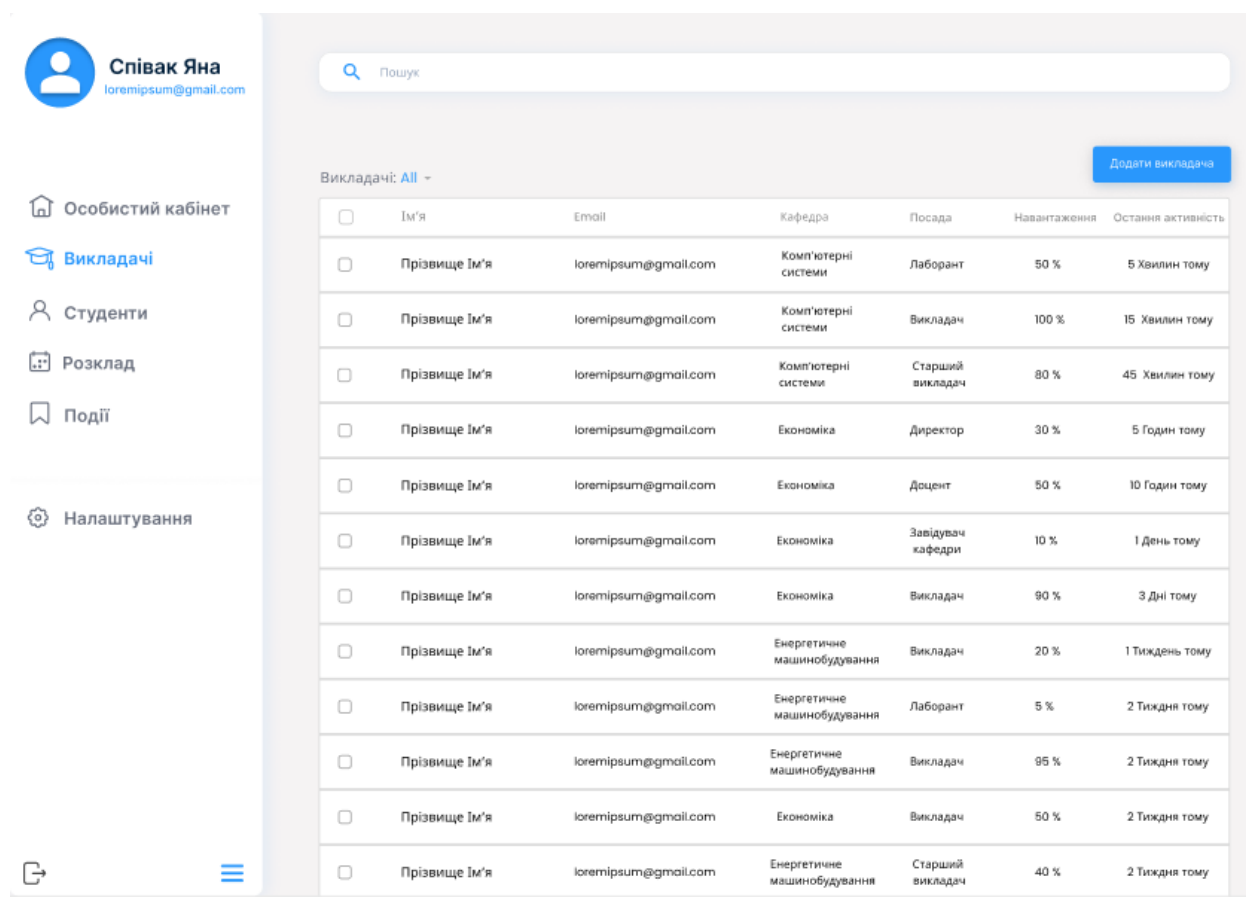 Співак Яна
loremipsum@gmail.com
Особистий кабінет
Викладачі
Студенти
Розклад
Події
Налаштування
Пошук
Додати викладача
Викладачі: All
Ім'я Email Кафедра Посада Навантаження Остання активність
Прізвище Ім'я loremipsum@gmail.com Комп'ютерні системи Лаборант 50 % 5 Хвилин тому
Прізвище Ім'я loremipsum@gmail.com Комп'ютерні системи Викладач 100 % 15 Хвилин тому
Прізвище Ім'я loremipsum@gmail.com Комп'ютерні системи Старший викладач 80 % 45 Хвилин тому
Прізвище Ім'я loremipsum@gmail.com Економіка Директор 30 % 5 Годин тому
Прізвище Ім'я loremipsum@gmail.com Економіка Доцент 50 % 10 Годин тому
Прізвище Ім'я loremipsum@gmail.com Економіка Завідувач кафедри 10 % 1 День тому
Прізвище Ім'я loremipsum@gmail.com Економіка Викладач 90 % 3 Дні тому
Прізвище Ім'я loremipsum@gmail.com Енергетичне машинобудування Викладач 20 % 1 Тиждень тому
Прізвище Ім'я loremipsum@gmail.com Енергетичне машинобудування Лаборант 5 % 2 Тиждня тому
Прізвище Ім'я loremipsum@gmail.com Енергетичне машинобудування Викладач 95 % 2 Тиждня тому
Прізвище Ім'я loremipsum@gmail.com Економіка Викладач 50 % 2 Тиждня тому
Прізвище Ім'я loremipsum@gmail.com Енергетичне машинобудування Старший викладач 40 % 2 Тиждня тому